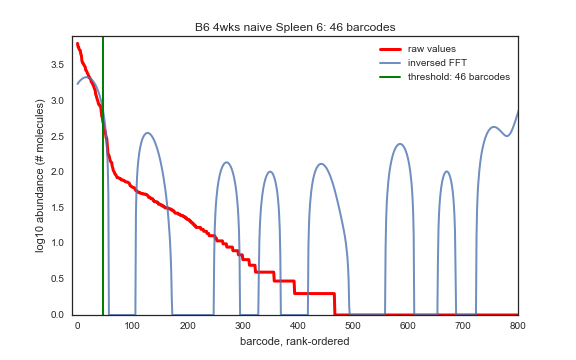 B6 4wks naive Spleen 6: 46 barcodes
raw values
inversed FFT
threshold: 46 barcodes
log10 abundance (# molecules)
3.5
3.0
2.5
2.0
1.5
1.0
0.5
0.0
0 100 200 300 400 500 600 700 800
barcode, rank-ordered